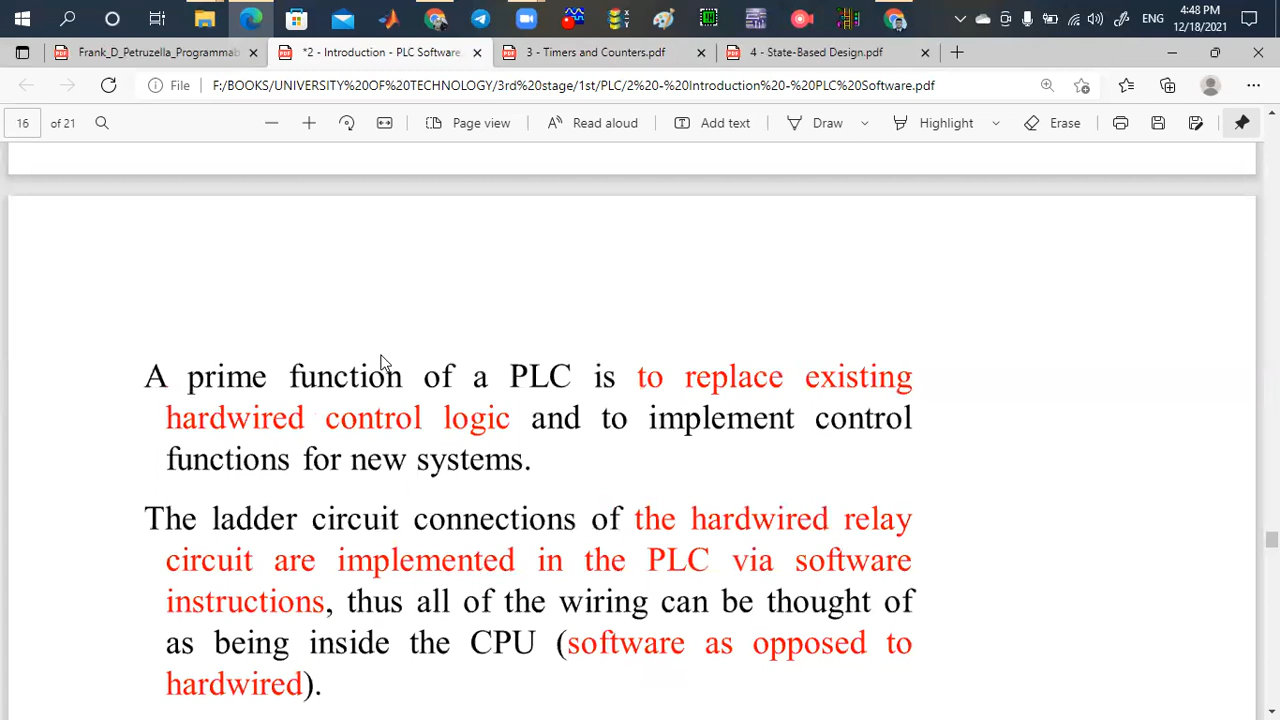 ENG
4:48 PM
12/18/2021
Frank_D_Petruzella_Programmab
*2 - Introduction - PLC Software
3 - Timers and Counters.pdf
4 - State-Based Design.pdf
File
F:/BOOKS/UNIVERSITY%20OF%20TECHNOLOGY/3rd%20stage/1st/PLC/2%20-%20Introduction%20-%20PLC%20Software.pdf
16 of 21
Page view
Read aloud
Add text
Draw
Highlight
Erase
A prime function of a PLC is to replace existing
hardwired control logic and to implement control
functions for new systems.
The ladder circuit connections of the hardwired relay
circuit are implemented in the PLC via software
instructions, thus all of the wiring can be thought of
as being inside the CPU (software as opposed to
hardwired).